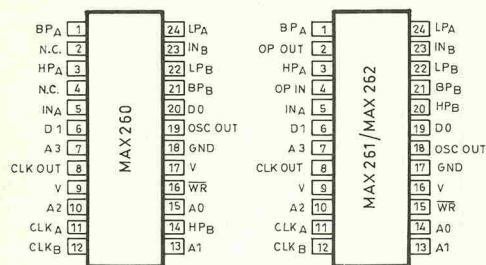 BPA 1 24 LPA
N.C. 2 23 INB
HPA 3 22 LPB
N.C. 4 21 BPB
INA 5 20 D0
D1 6 19 OSC OUT
A3 7 18 GND
CLK OUT 8 17 V
V 9 16 WR
A2 10 15 A0
CLKA 11 14 HPB
CLKB 12 13 A1
MAX260
BPA 1 24 LPA
OP OUT 2 23 INB
HPA 3 22 LPB
OP IN 4 21 BPB
INA 5 20 HPB
D1 6 19 D0
A3 7 18 OSC OUT
CLK OUT 8 17 GND
V 9 16 V
A2 10 15 WR
CLKA 11 14 A0
CLKB 12 13 A1
MAX261/MAX262